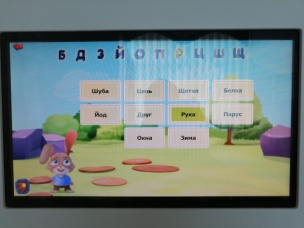 Б Д З Й О П Р Ц Ш Щ
Шуба Цепь Щетка Белка
Йод Друг Рука Парус
Окна Зима